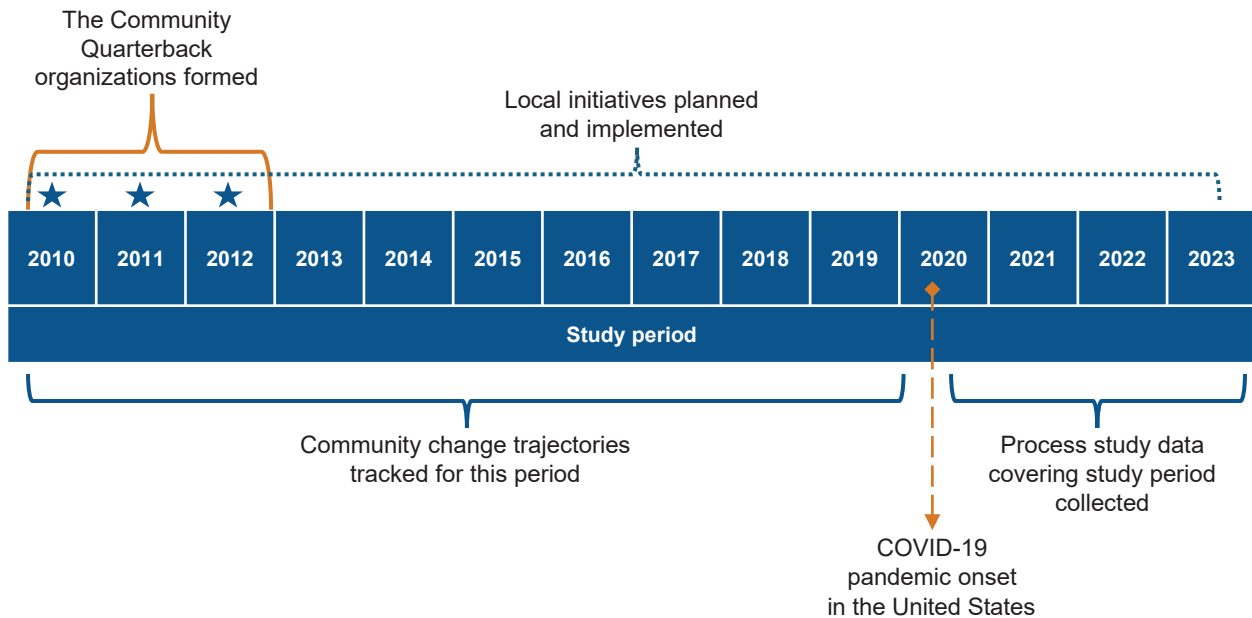 The Community
Quarterback
organizations formed
Local initiatives planned
and implemented
2010 2011 2012 2013 2014 2015 2016 2017 2018 2019 2020 2021 2022 2023
Study period
Community change trajectories
tracked for this period
Process study data
covering study period
collected
COVID-19
pandemic onset
in the United States